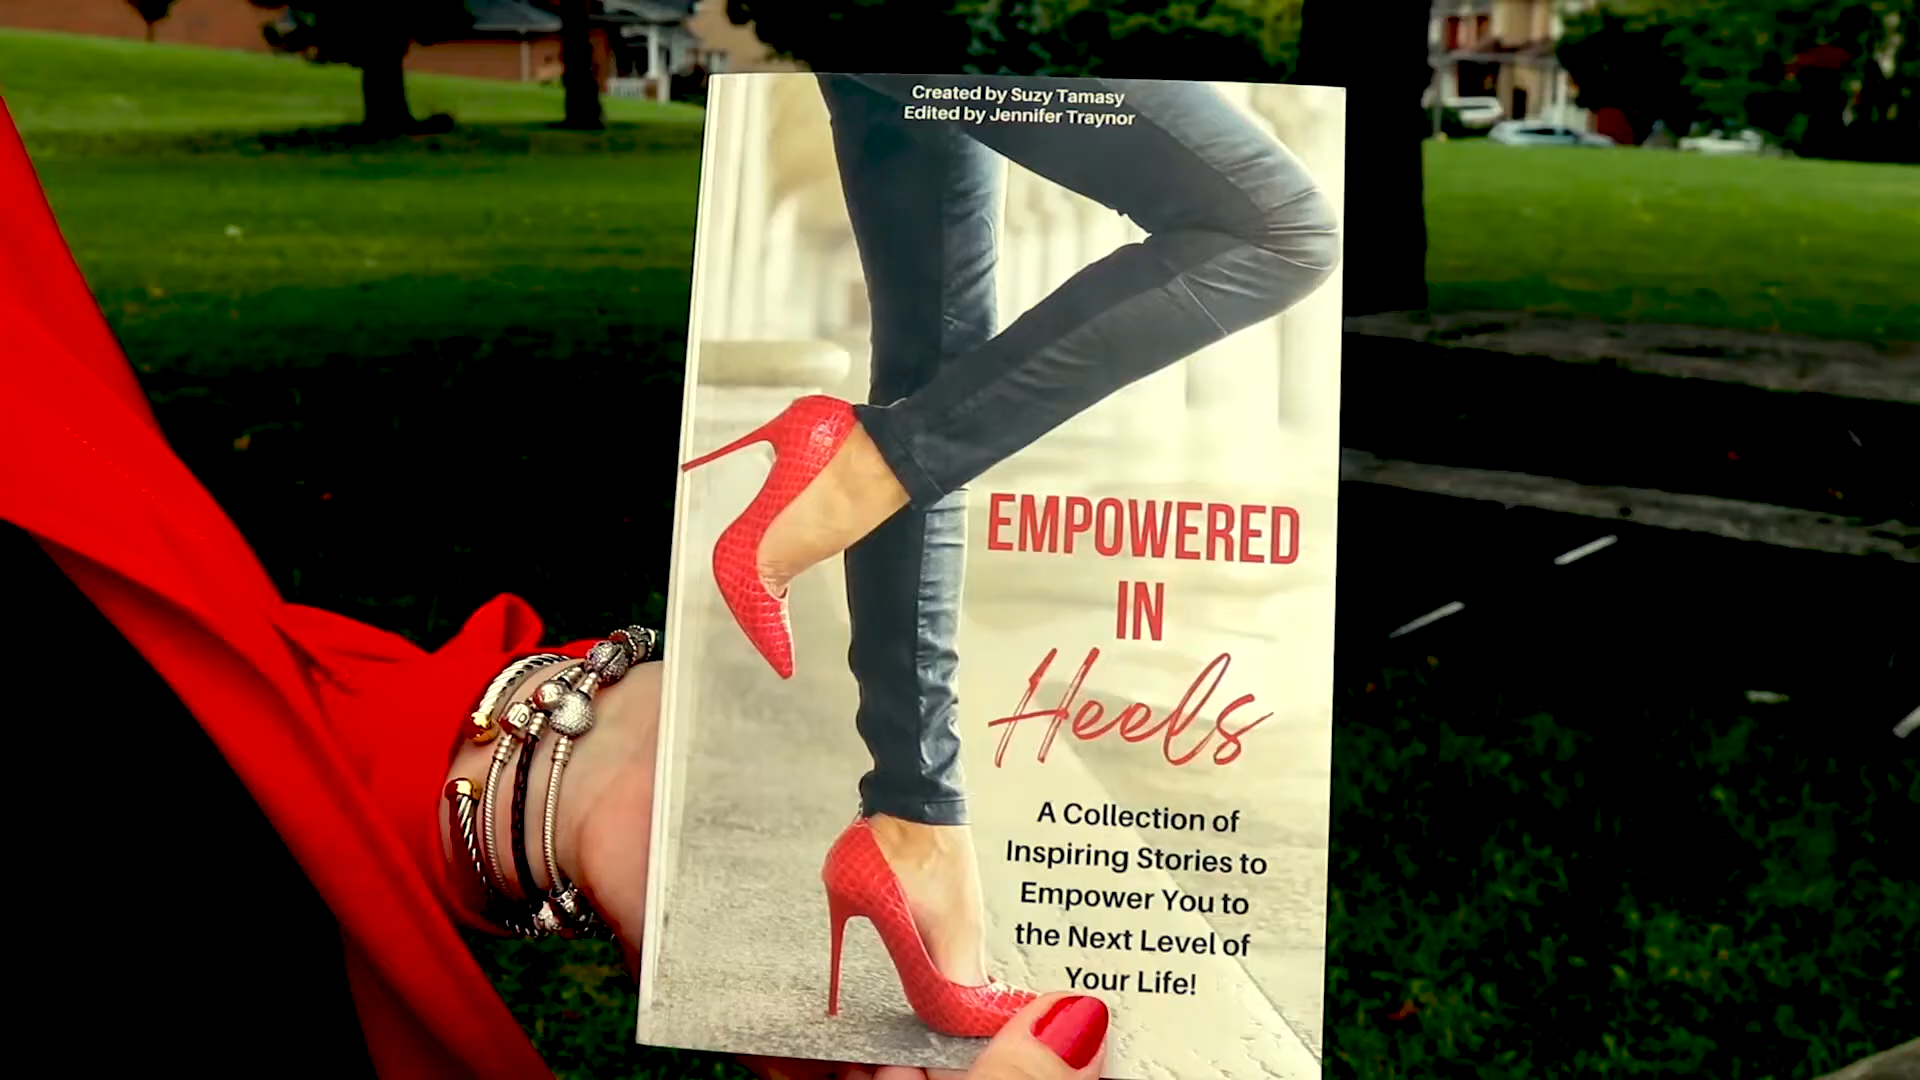 Created by Suzy Tamasy
Edited by Jennifer Traynor
EMPOWERED
IN
Heels
A Collection of
Inspiring Stories to
Empower You to
the Next Level of
Your Life!